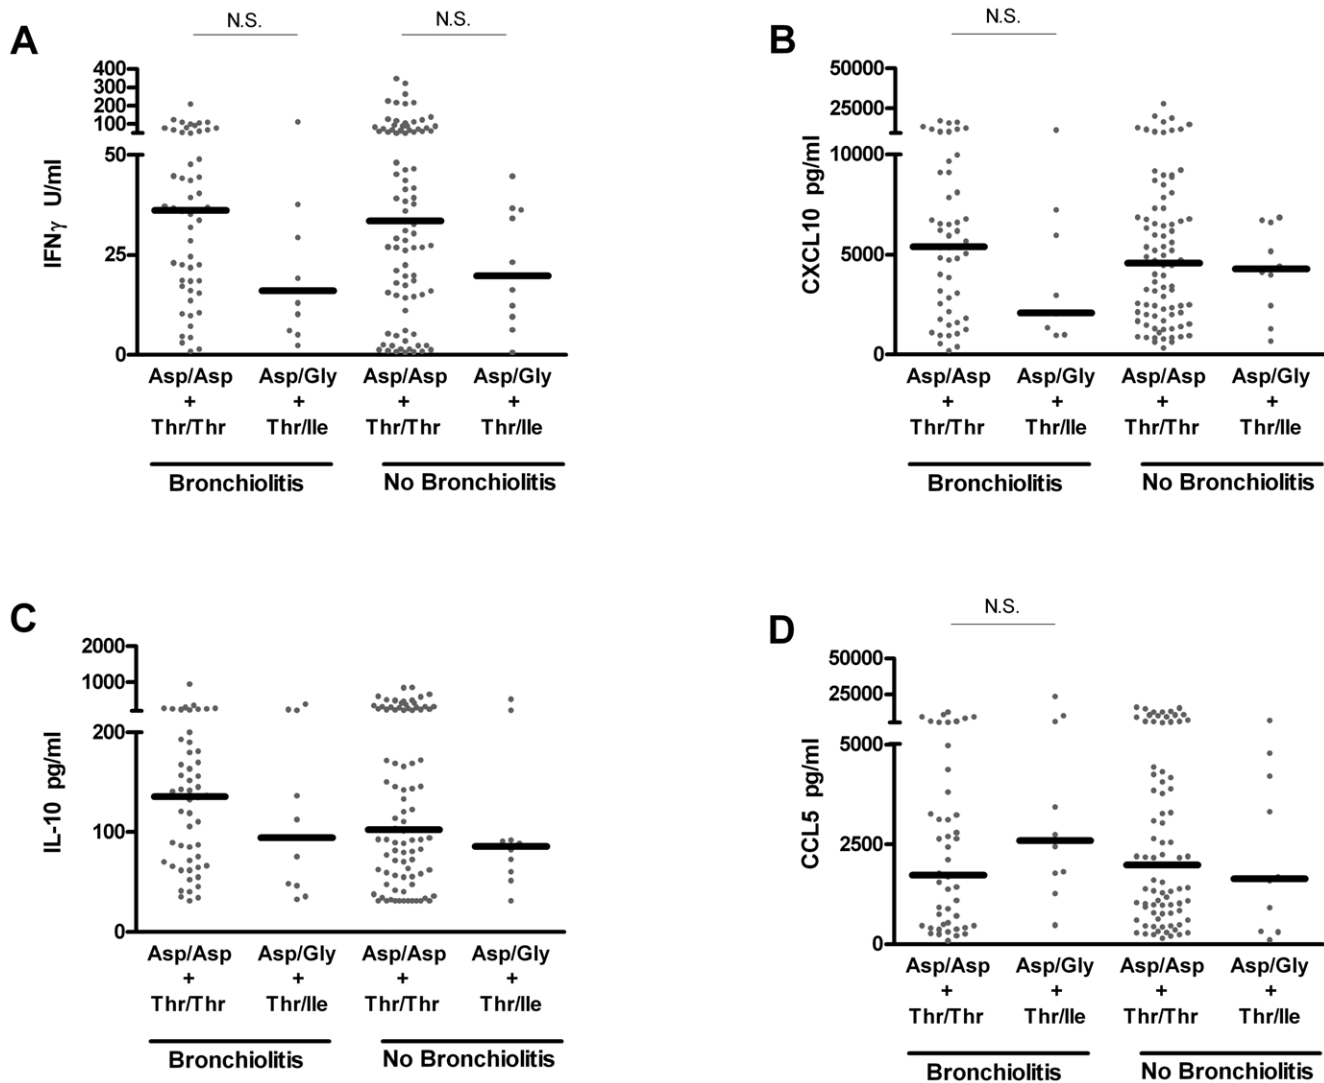 A
N.S.
N.S.
IFNγ U/ml
400
300
200
100
50
25
0
Asp/Asp Asp/Gly Asp/Asp Asp/Gly
+ + + +
Thr/Thr Thr/Ile Thr/Thr Thr/Ile
Bronchiolitis No Bronchiolitis
B
N.S.
CXCL10 pg/ml
50000
25000
10000
5000
0
Asp/Asp Asp/Gly Asp/Asp Asp/Gly
+ + + +
Thr/Thr Thr/Ile Thr/Thr Thr/Ile
Bronchiolitis No Bronchiolitis
C
IL-10 pg/ml
2000
1000
200
100
0
Asp/Asp Asp/Gly Asp/Asp Asp/Gly
+ + + +
Thr/Thr Thr/Ile Thr/Thr Thr/Ile
Bronchiolitis No Bronchiolitis
D
N.S.
CCL5 pg/ml
50000
25000
5000
2500
0
Asp/Asp Asp/Gly Asp/Asp Asp/Gly
+ + + +
Thr/Thr Thr/Ile Thr/Thr Thr/Ile
Bronchiolitis No Bronchiolitis